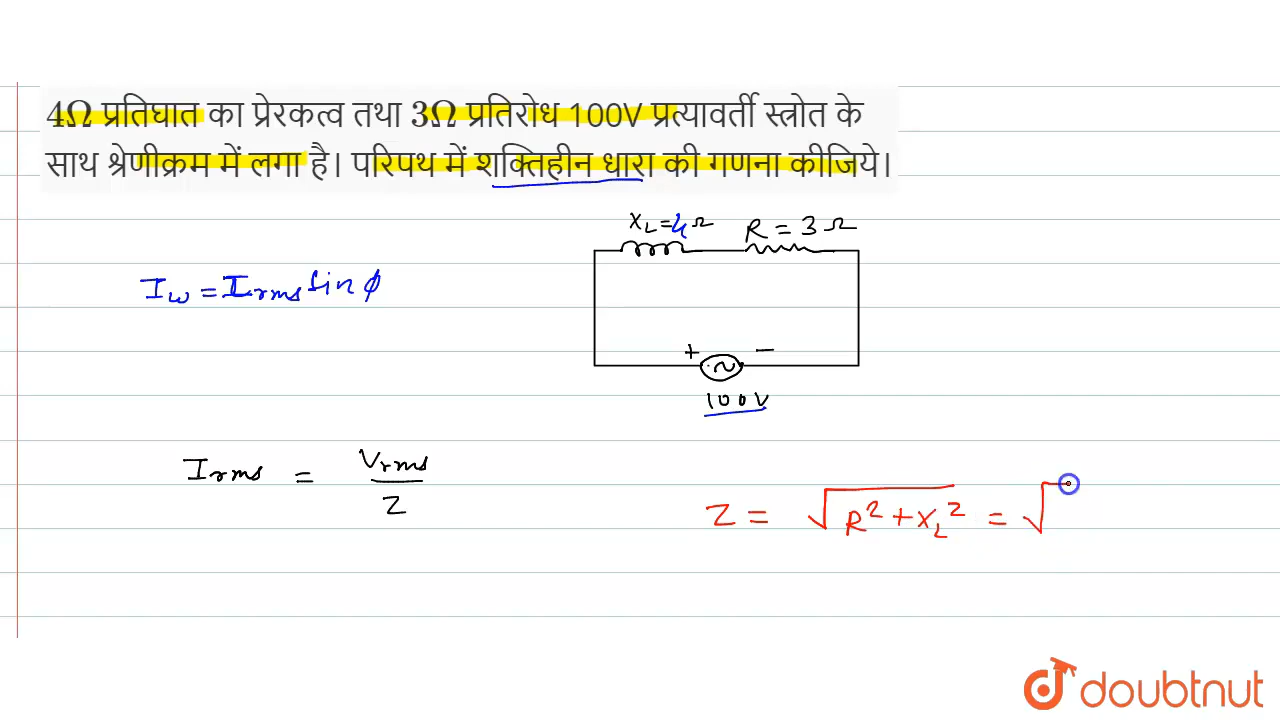 4Ω प्रतिघात का प्रेरकत्व तथा 3Ω प्रतिरोध 100V प्रत्यावर्ती स्त्रोत के
साथ श्रेणीक्रम में लगा है। परिपथ में शक्तिहीन धारा की गणना कीजिये।
X_L=4Ω R = 3Ω
I_w = I_rms sin φ
+ −
100V
I_rms = V_rms/Z
Z = √(R²+X_L²) = √
doubtnut